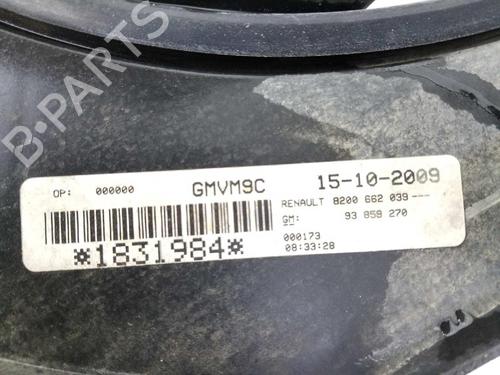 B-PARTS
OP: 000000 GMVM9C 15-10-2009
RENAULT 8200 662 039 ---
GM: 93 859 270
*1831984*
000173
08:33:28